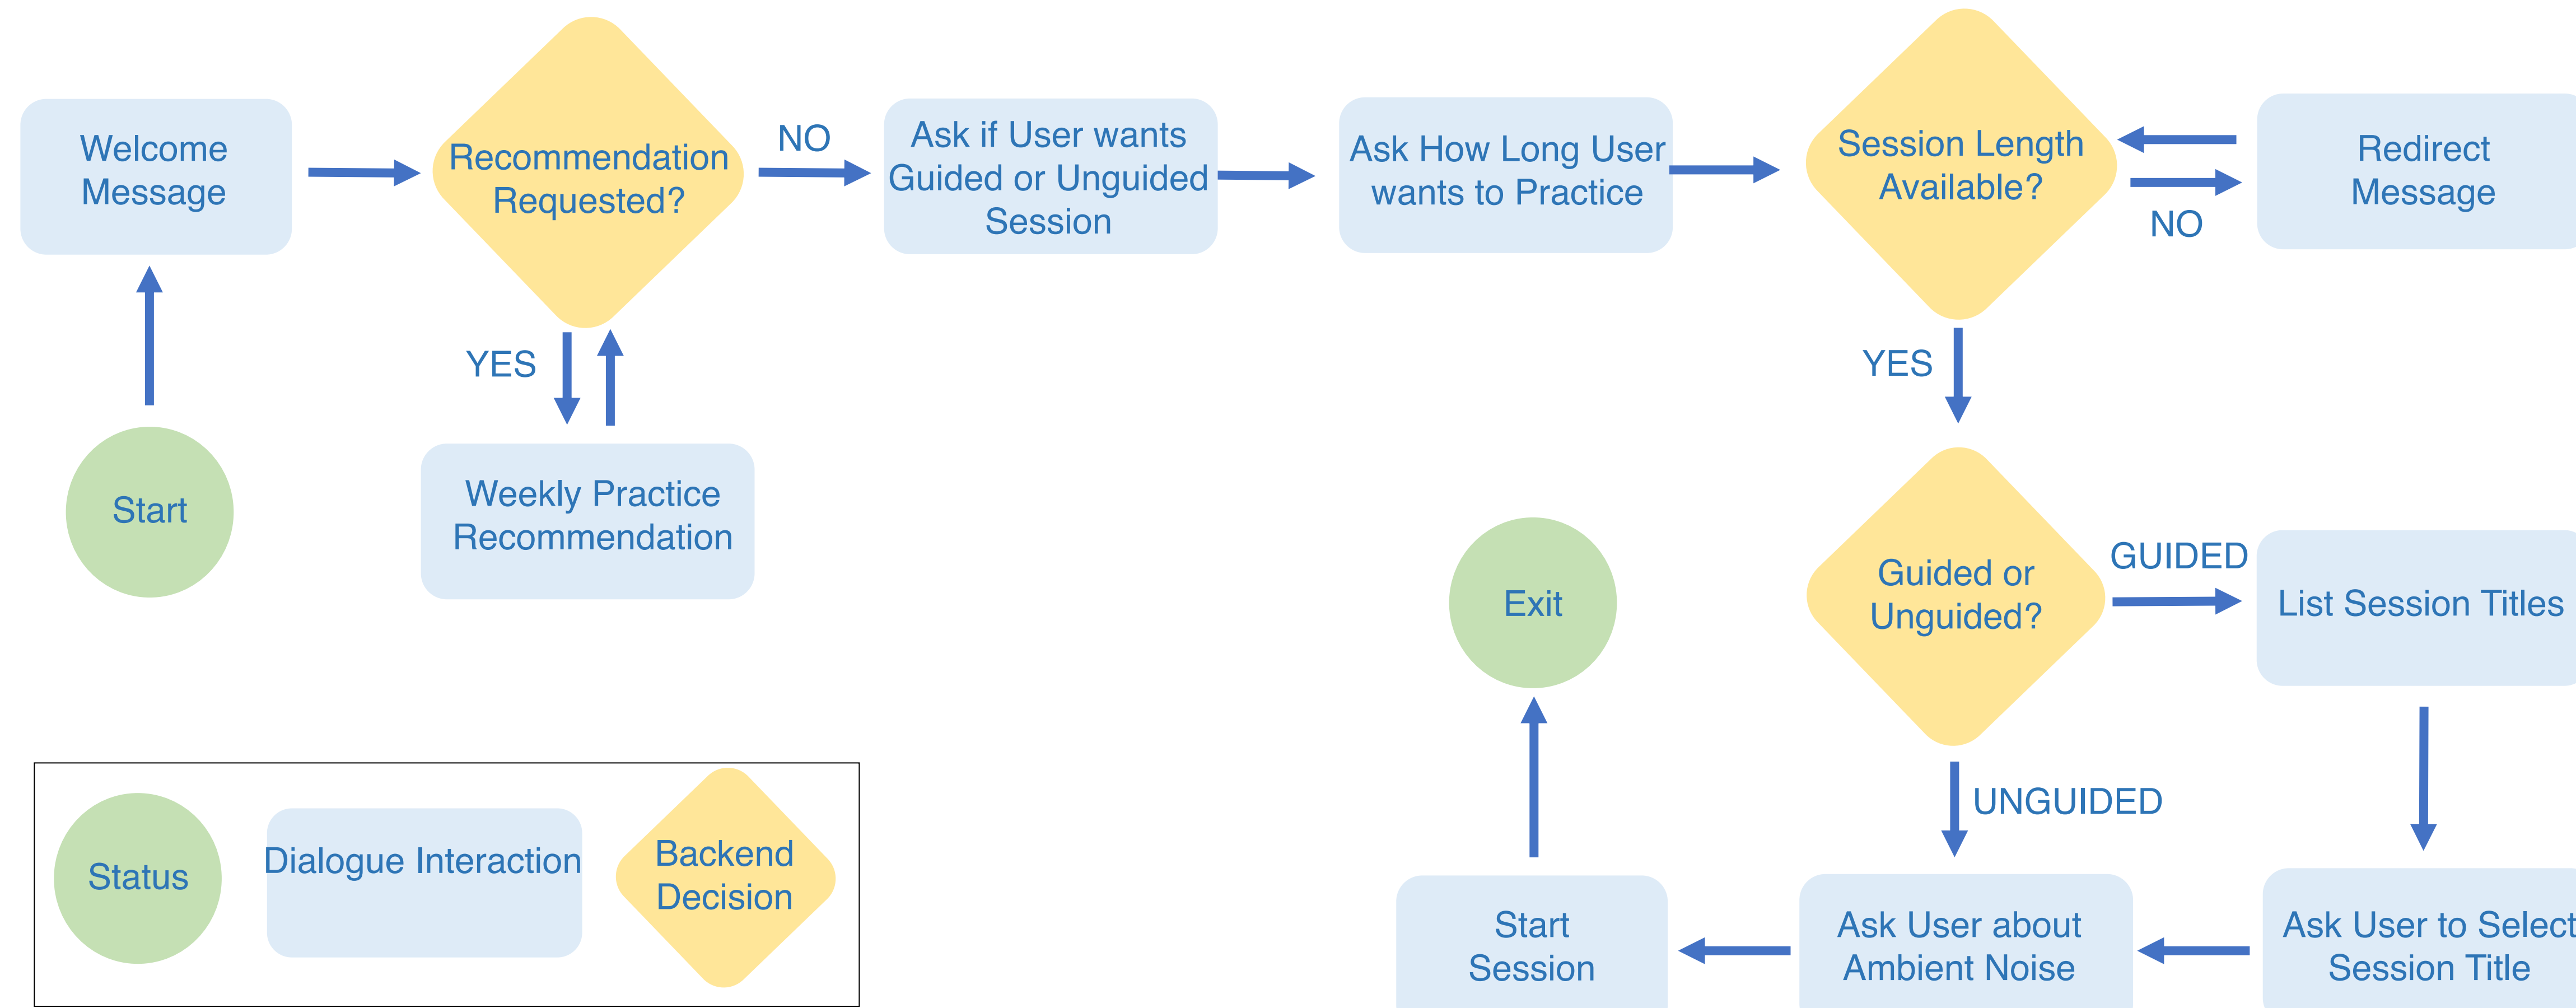 Welcome
Message
Recommendation
Requested?
NO
Ask if User wants
Guided or Unguided
Session
Ask How Long User
wants to Practice
Session Length
Available?
NO
Redirect
Message
YES
Weekly Practice
Recommendation
Start
YES
Exit
Guided or
Unguided?
GUIDED
List Session Titles
UNGUIDED
Status
Dialogue Interaction
Backend
Decision
Start
Session
Ask User about
Ambient Noise
Ask User to Select
Session Title